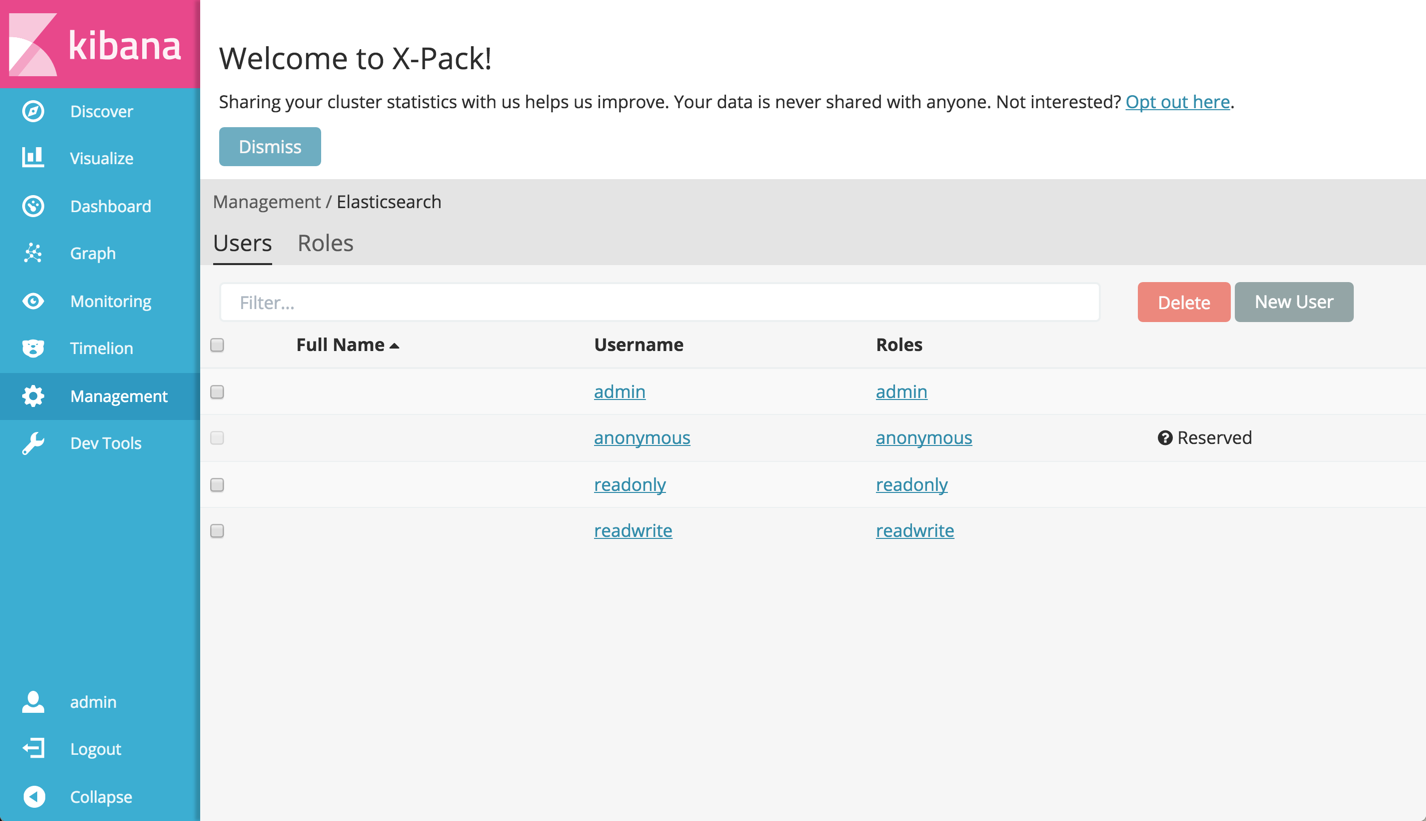 kibana
Discover
Visualize
Dashboard
Graph
Monitoring
Timelion
Management
Dev Tools
admin
Logout
Collapse
Welcome to X-Pack!
Sharing your cluster statistics with us helps us improve. Your data is never shared with anyone. Not interested? Opt out here.
Dismiss
Management / Elasticsearch
Users Roles
Filter... Delete New User
Full Name Username Roles
admin admin
anonymous anonymous Reserved
readonly readonly
readwrite readwrite